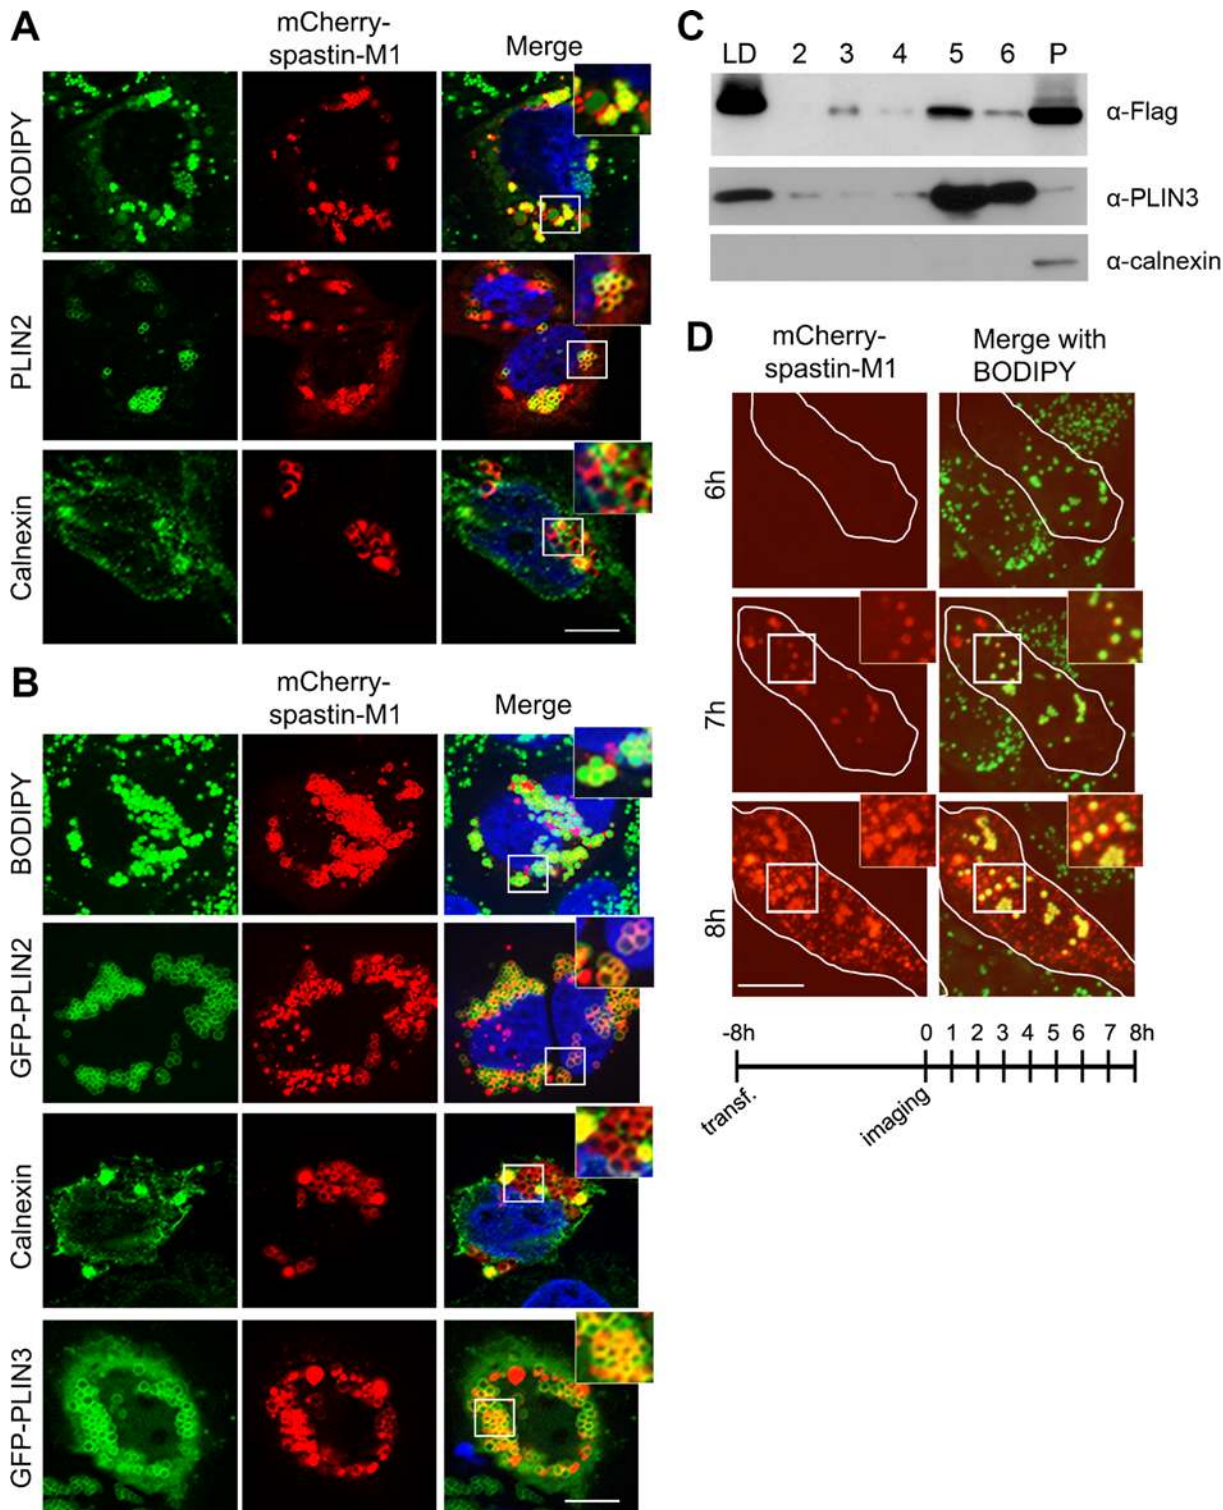 A
mCherry-
spastin-M1
Merge
BODIPY
PLIN2
Calnexin
B
mCherry-
spastin-M1
Merge
BODIPY
GFP-PLIN2
Calnexin
GFP-PLIN3
C
LD 2 3 4 5 6 P
α-Flag
α-PLIN3
α-calnexin
D
mCherry-
spastin-M1
Merge with
BODIPY
6h
7h
8h
-8h 0 1 2 3 4 5 6 7 8h
transf.
imaging